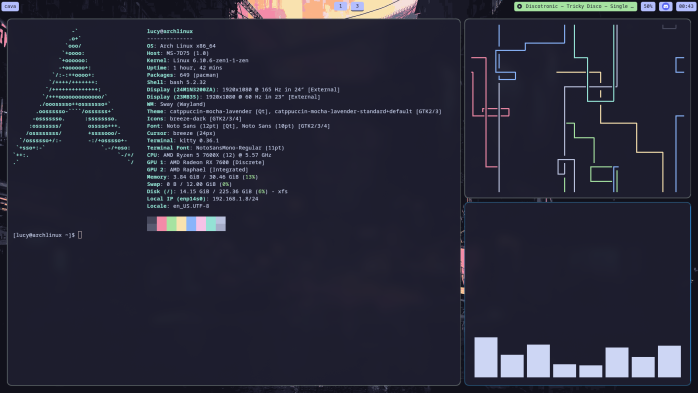 cava
1
3
Discotronic - Tricky Disco - Single …
50%
00:43
lucy@archlinux
--------------
OS: Arch Linux x86_64
Host: MS-7D75 (1.0)
Kernel: Linux 6.10.6-zen1-1-zen
Uptime: 1 hour, 42 mins
Packages: 649 (pacman)
Shell: bash 5.2.32
Display (24MN1N3200ZA): 1920x1080 @ 165 Hz in 24" [External]
Display (23MB35): 1920x1080 @ 60 Hz in 23" [External]
WM: Sway (Wayland)
Theme: catppuccin-mocha-lavender [Qt], catppuccin-mocha-lavender-standard+default [GTK2/3]
Icons: breeze-dark [GTK2/3/4]
Font: Noto Sans (12pt) [Qt], Noto Sans (10pt) [GTK2/3/4]
Cursor: breeze (24px)
Terminal: kitty 0.36.1
Terminal Font: NotoSansMono-Regular (11pt)
CPU: AMD Ryzen 5 7600X (12) @ 5.57 GHz
GPU 1: AMD Radeon RX 7600 [Discrete]
GPU 2: AMD Raphael [Integrated]
Memory: 3.84 GiB / 30.46 GiB (13%)
Swap: 0 B / 12.00 GiB (0%)
Disk (/): 14.15 GiB / 225.36 GiB (6%) - xfs
Local IP (enp14s0): 192.168.1.8/24
Locale: en_US.UTF-8
[lucy@archlinux ~]$